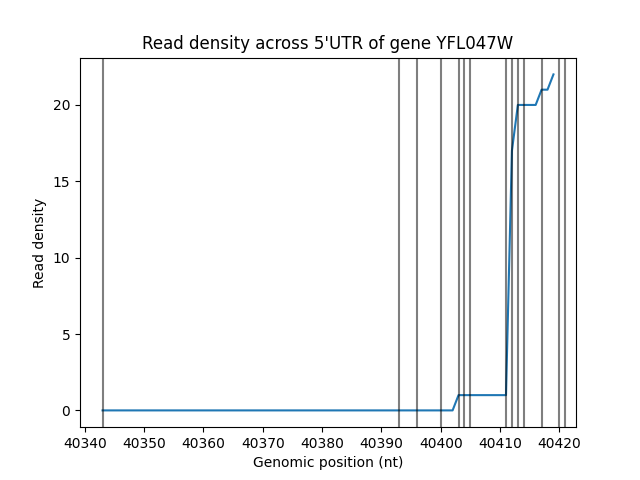 Read density across 5'UTR of gene YFL047W
Read density
20
15
10
5
0
40340 40350 40360 40370 40380 40390 40400 40410 40420
Genomic position (nt)